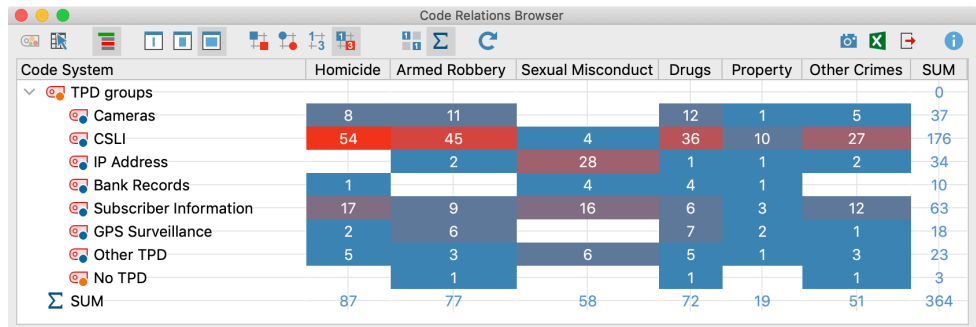 Code Relations Browser
Code System Homicide Armed Robbery Sexual Misconduct Drugs Property Other Crimes SUM
TPD groups 0
Cameras 8 11 12 1 5 37
CSLI 54 45 4 36 10 27 176
IP Address 2 28 1 1 2 34
Bank Records 1 4 4 1 10
Subscriber Information 17 9 16 6 3 12 63
GPS Surveillance 2 6 7 2 1 18
Other TPD 5 3 6 5 1 3 23
No TPD 1 1 1 3
Σ SUM 87 77 58 72 19 51 364